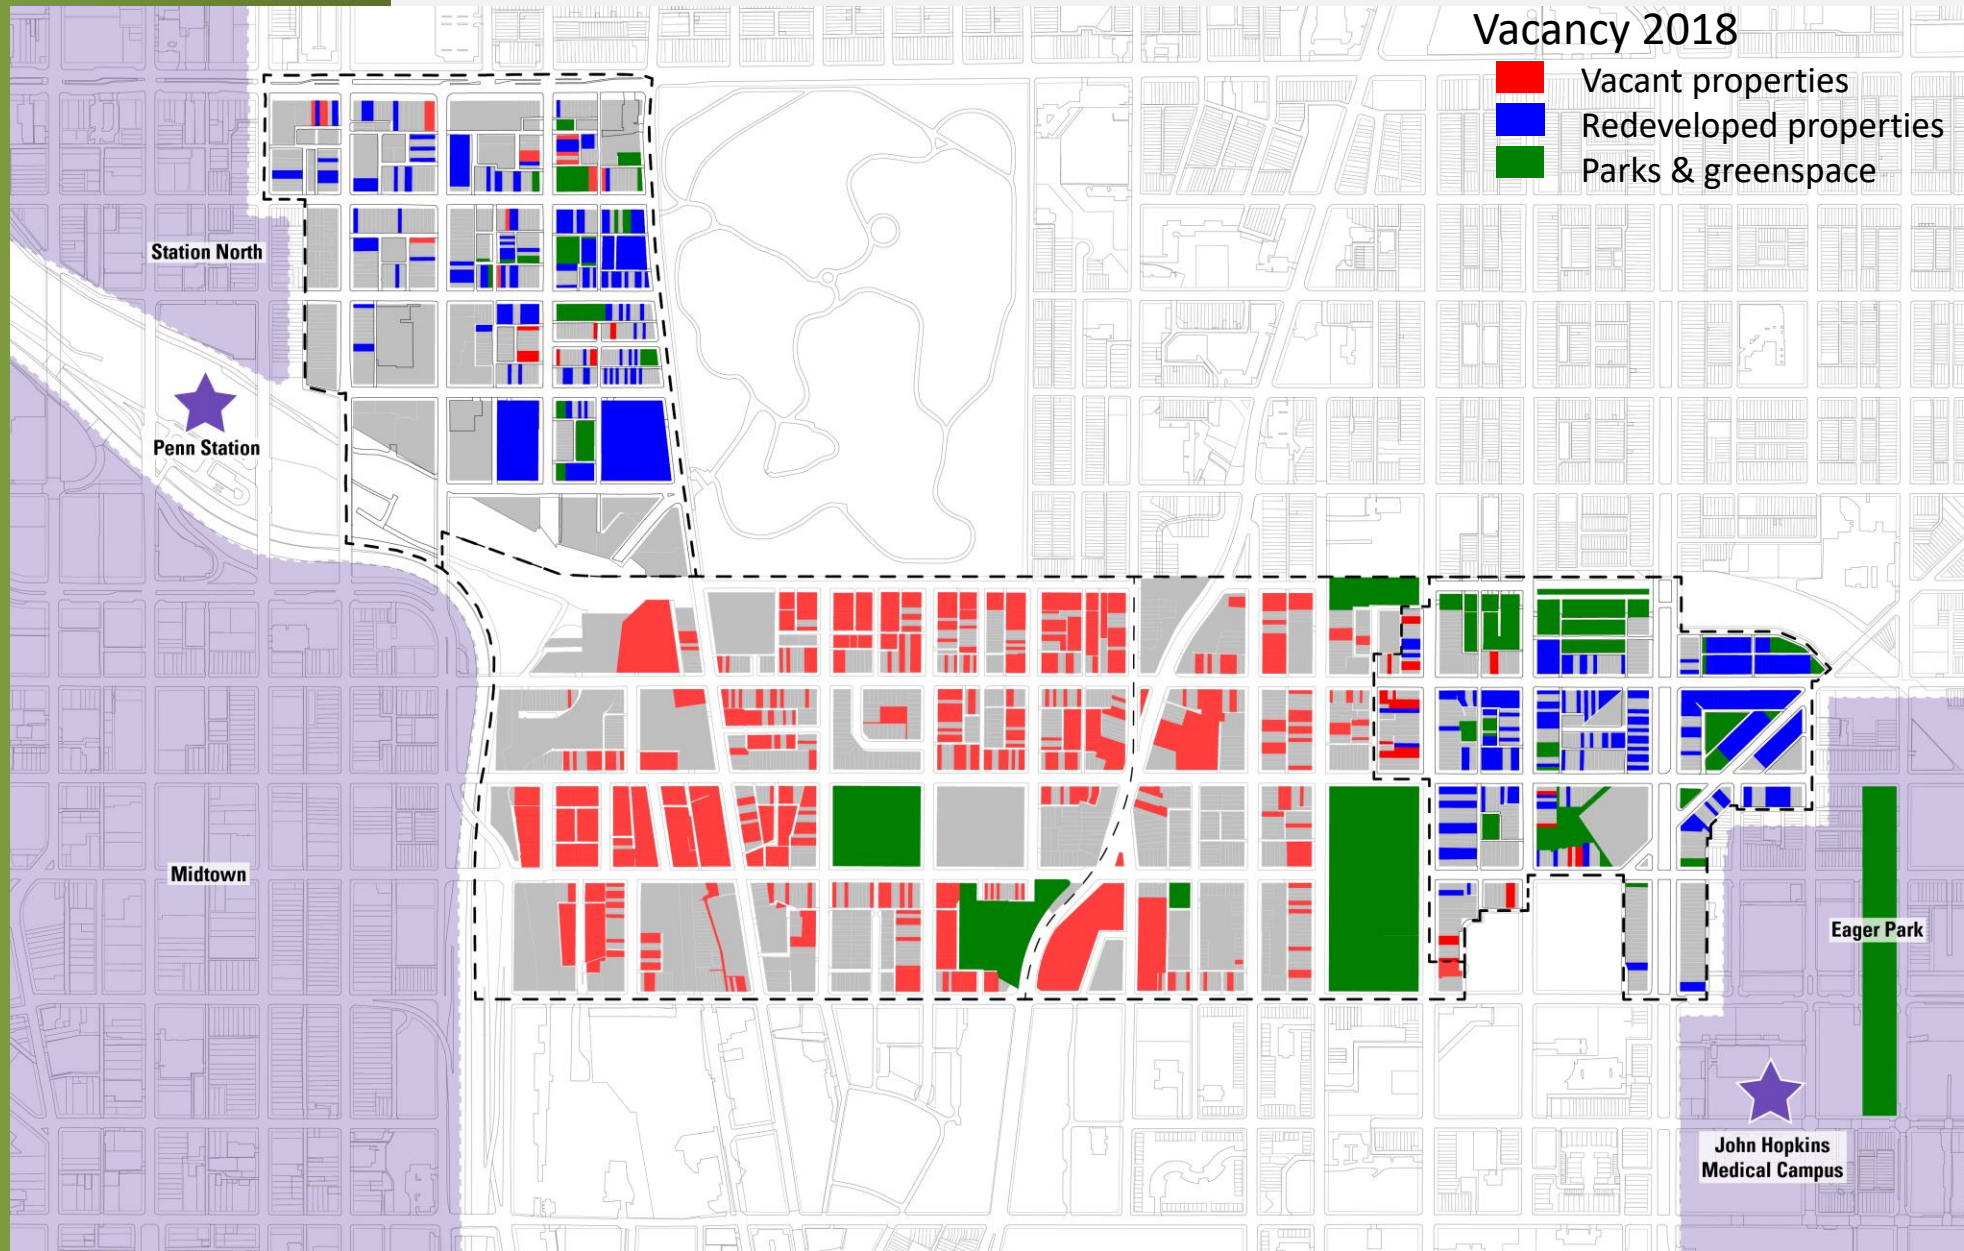 Vacancy 2018
Vacant properties
Redeveloped properties
Parks & greenspace
Station North
Penn Station
Midtown
Eager Park
John Hopkins
Medical Campus